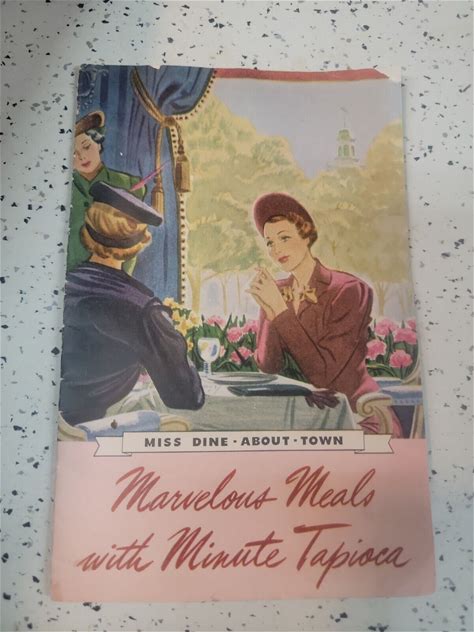 MISS DINE - ABOUT - TOWN
Marvelous Meals
with Minute Tapioca